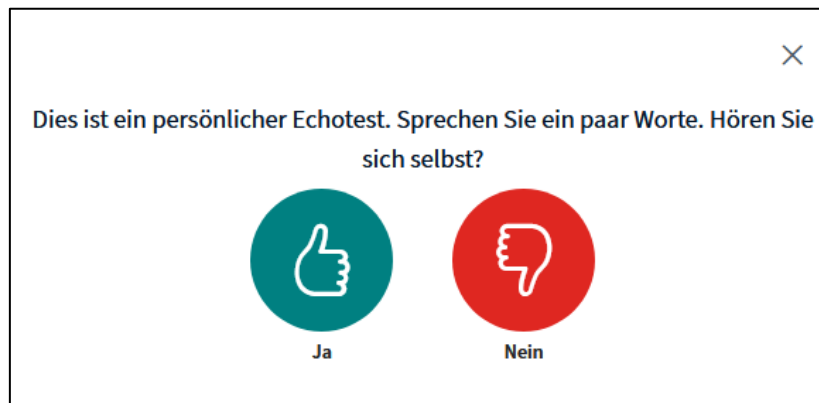 Dies ist ein persönlicher Echotest. Sprechen Sie ein paar Worte. Hören Sie
sich selbst?
Ja
Nein